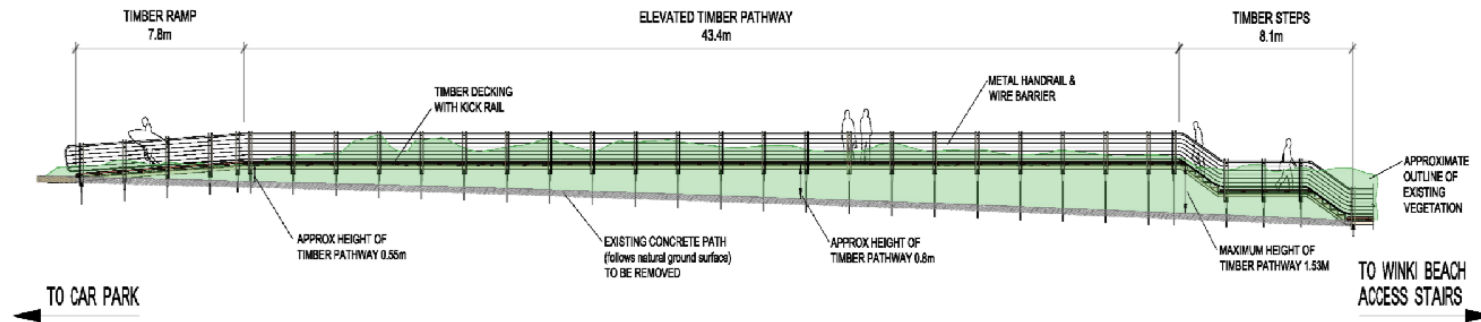 TIMBER RAMP
7.8m
ELEVATED TIMBER PATHWAY
43.4m
TIMBER STEPS
8.1m
TIMBER DECKING
WITH KICK RAIL
METAL HANDRAIL &
WIRE BARRIER
APPROXIMATE
OUTLINE OF
EXISTING
VEGETATION
APPROX HEIGHT OF
TIMBER PATHWAY 0.55m
EXISTING CONCRETE PATH
(follows natural ground surface)
TO BE REMOVED
APPROX HEIGHT OF
TIMBER PATHWAY 0.8m
MAXIMUM HEIGHT OF
TIMBER PATHWAY 1.53M
TO CAR PARK
TO WINKI BEACH
ACCESS STAIRS